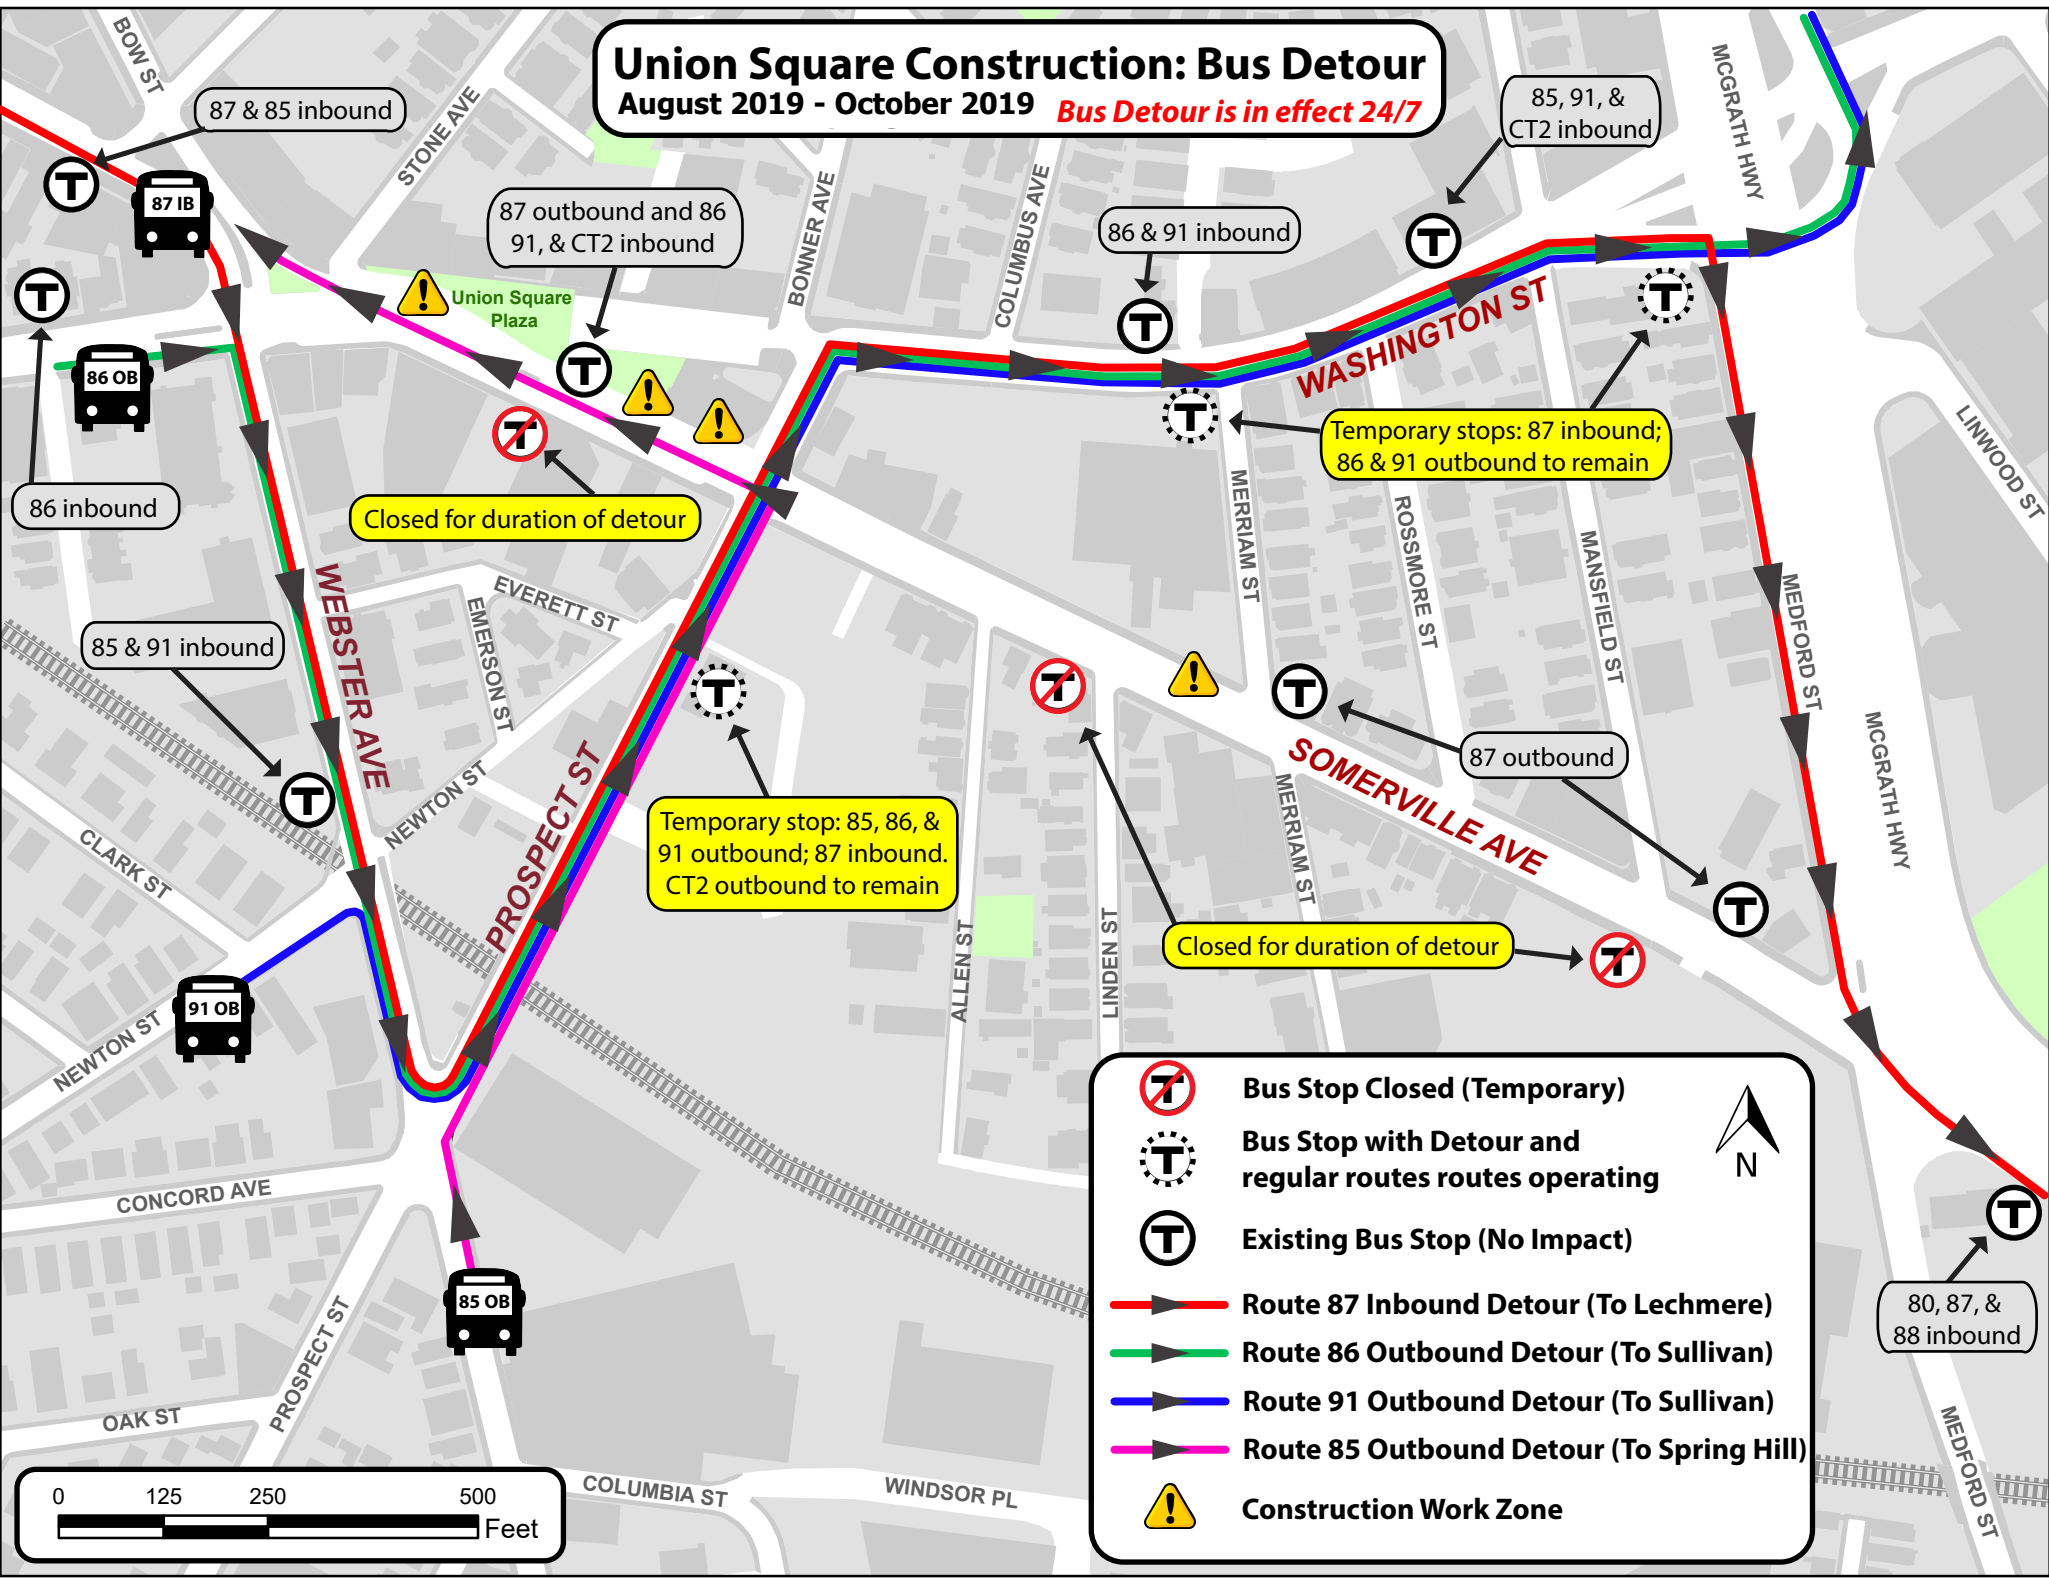 Union Square Construction: Bus Detour
August 2019 - October 2019 Bus Detour is in effect 24/7
BOW ST
87 & 85 inbound
STONE AVE
87 IB
87 outbound and 86
91, & CT2 inbound
BONNER AVE
COLUMBUS AVE
86 & 91 inbound
85, 91, &
CT2 inbound
MCGRATH HWY
T
T
T
T
T
T
T
Union Square
Plaza
WASHINGTON ST
86 OB
86 inbound
T
Closed for duration of detour
Temporary stops: 87 inbound;
86 & 91 outbound to remain
LINWOOD ST
MERRIAM ST
ROSSMORE ST
MANSFIELD ST
MEDFORD ST
WEBSTER AVE
EVERETT ST
EMERSON ST
85 & 91 inbound
T
T
T
T
NEWTON ST
PROSPECT ST
SOMERVILLE AVE
87 outbound
MCGRATH HWY
CLARK ST
Temporary stop: 85, 86, &
91 outbound; 87 inbound.
CT2 outbound to remain
MERRIAM ST
ALLEN ST
LINDEN ST
Closed for duration of detour
T
T
91 OB
NEWTON ST
CONCORD AVE
85 OB
PROSPECT ST
OAK ST
T
80, 87, &
88 inbound
MEDFORD ST
COLUMBIA ST
WINDSOR PL
0 125 250 500
Feet
T Bus Stop Closed (Temporary)
T Bus Stop with Detour and
regular routes routes operating
T Existing Bus Stop (No Impact)
N
Route 87 Inbound Detour (To Lechmere)
Route 86 Outbound Detour (To Sullivan)
Route 91 Outbound Detour (To Sullivan)
Route 85 Outbound Detour (To Spring Hill)
! Construction Work Zone